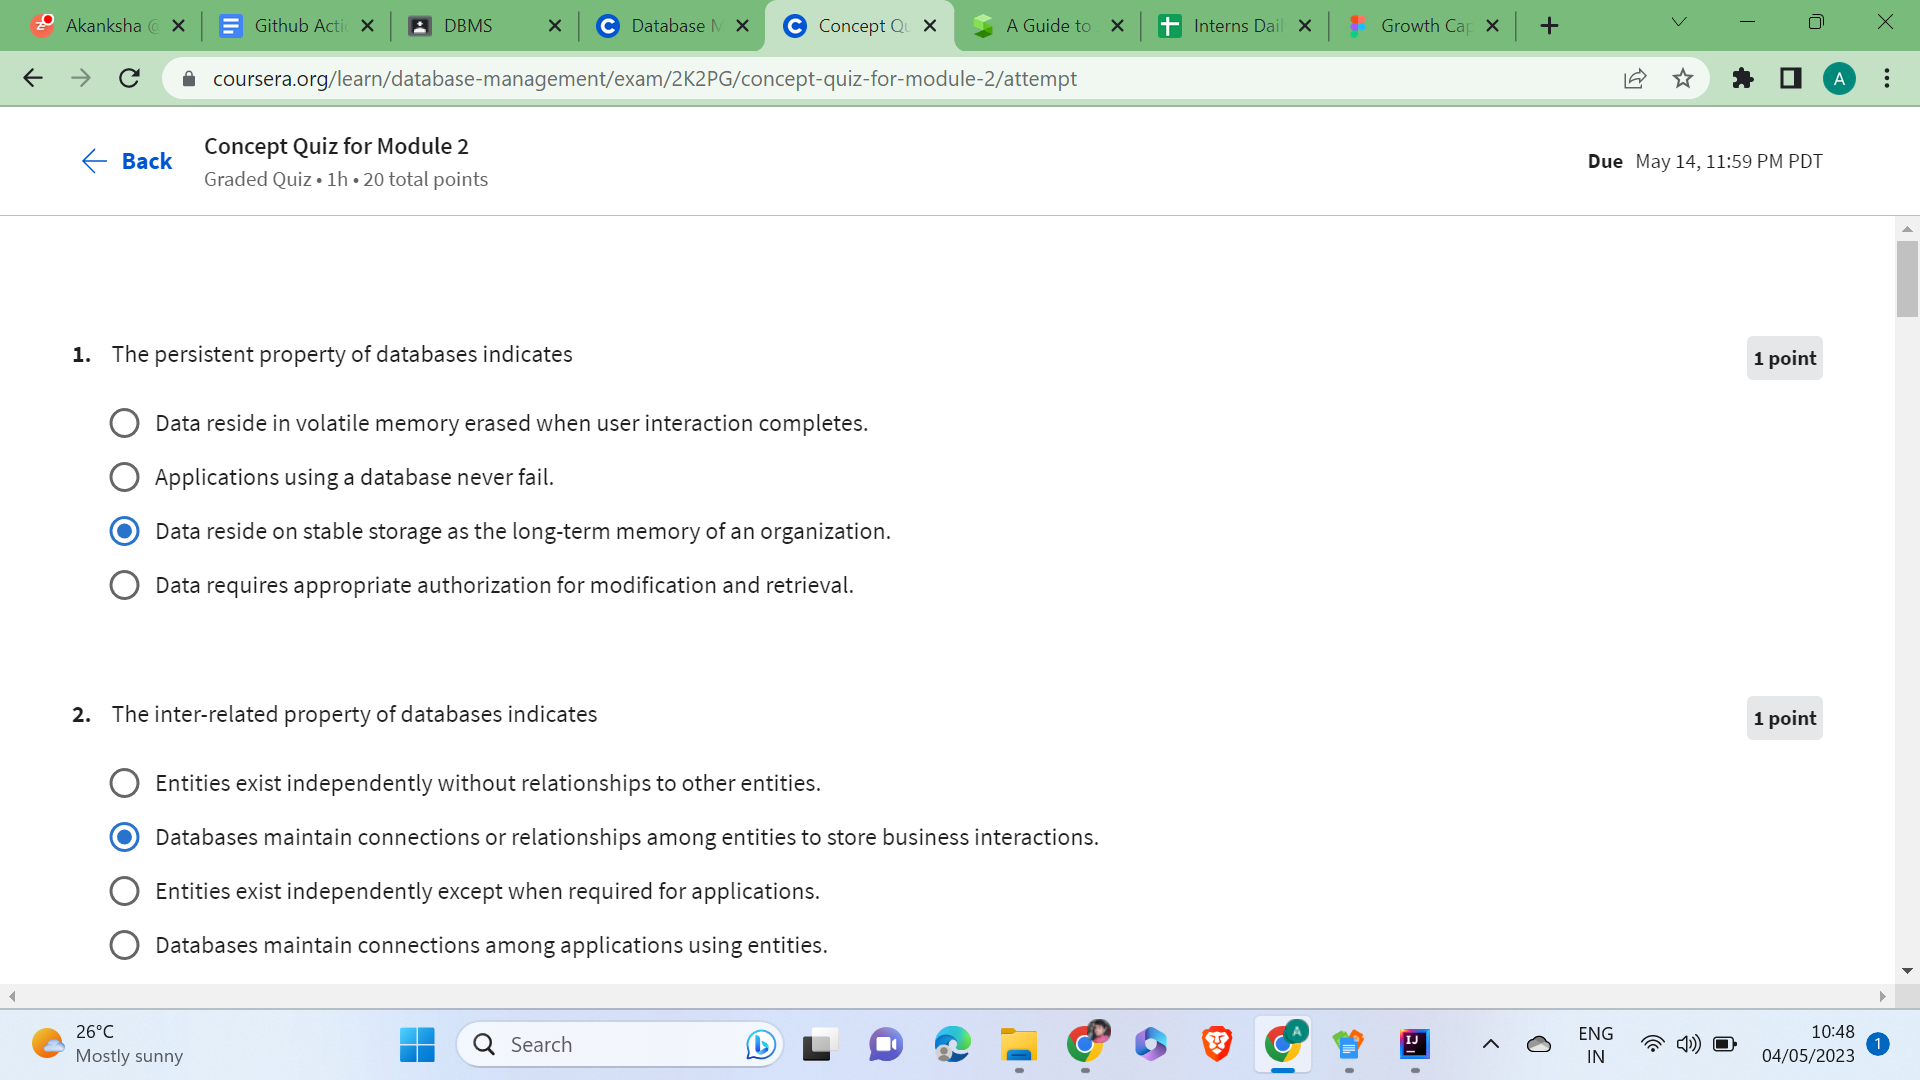 Akanksha @
Github Acti
DBMS
Database M
Concept Qu
A Guide to
Interns Dail
Growth Cap
coursera.org/learn/database-management/exam/2K2PG/concept-quiz-for-module-2/attempt
A
Back
Concept Quiz for Module 2
Graded Quiz • 1h • 20 total points
Due May 14, 11:59 PM PDT
1. The persistent property of databases indicates
1 point
Data reside in volatile memory erased when user interaction completes.
Applications using a database never fail.
Data reside on stable storage as the long-term memory of an organization.
Data requires appropriate authorization for modification and retrieval.
2. The inter-related property of databases indicates
1 point
Entities exist independently without relationships to other entities.
Databases maintain connections or relationships among entities to store business interactions.
Entities exist independently except when required for applications.
Databases maintain connections among applications using entities.
26°C
Mostly sunny
Search
A
IJ
ENG
IN
10:48
04/05/2023
1